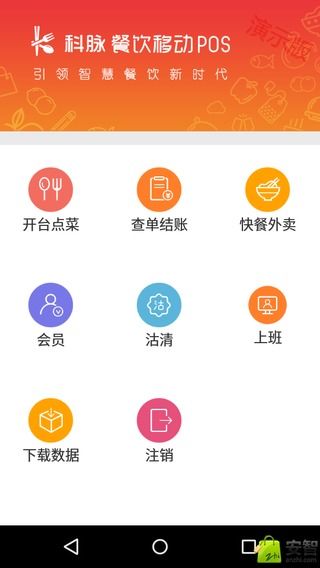 科脉 餐饮移动POS
演示版
引领智慧餐饮新时代
开台点菜
查单结账
快餐外卖
会员
沽
沽清
上班
下载数据
注销
安智
anzhi.com
zhi